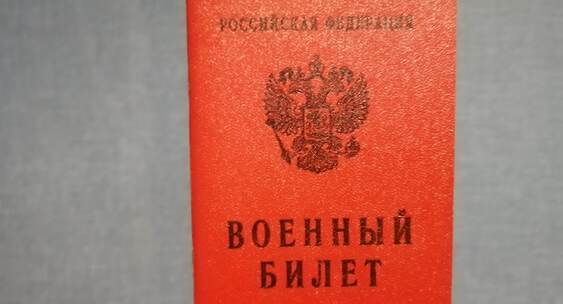 РОССИЙСКАЯ ФЕДЕРАЦИЯ
ВОЕННЫЙ
БИЛЕТ